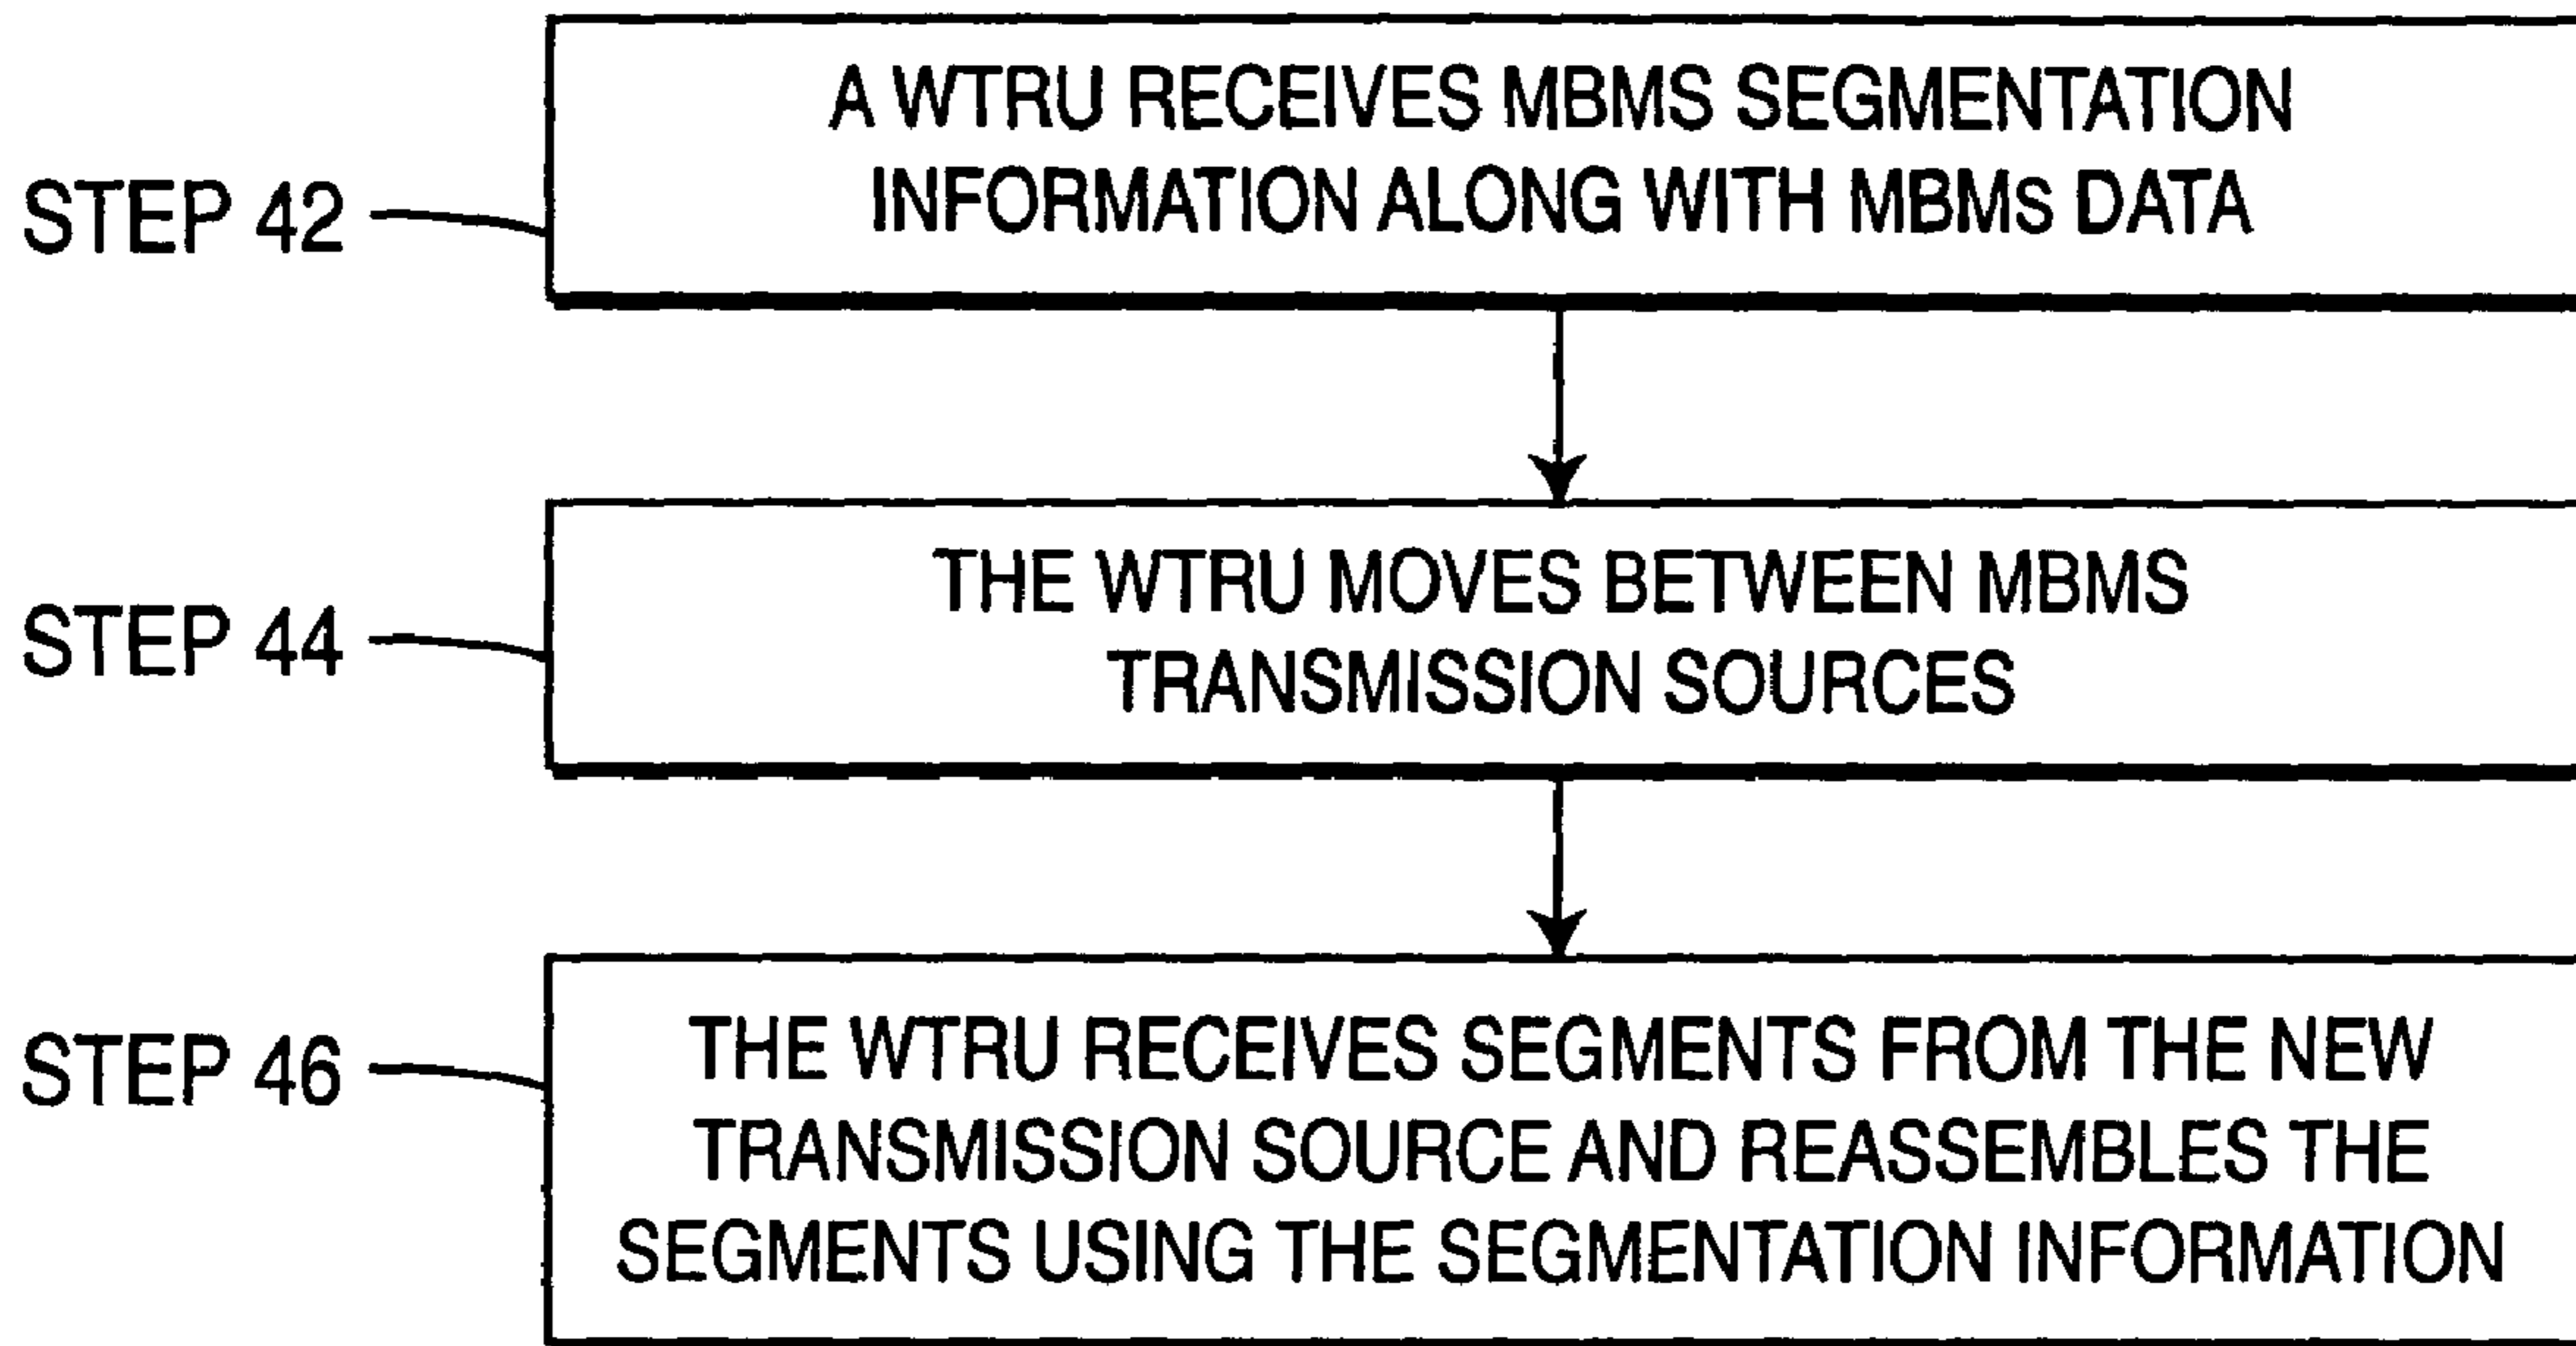 A WTRU RECEIVES MBMS SEGMENTATION
INFORMATION ALONG WITH MBMs DATA
STEP 42
THE WTRU MOVES BETWEEN MBMS
TRANSMISSION SOURCES
STEP 44
THE WTRU RECEIVES SEGMENTS FROM THE NEW
TRANSMISSION SOURCE AND REASSEMBLES THE
SEGMENTS USING THE SEGMENTATION INFORMATION
STEP 46